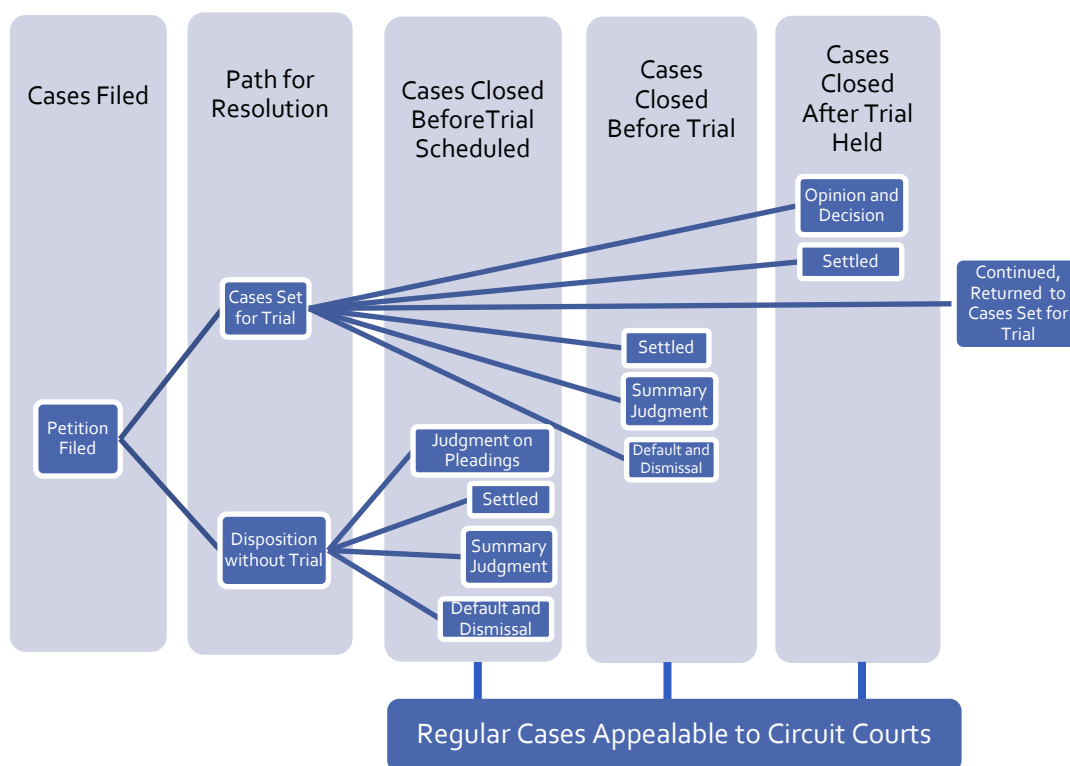 Cases Filed
Path for
Resolution
Cases Closed
BeforeTrial
Scheduled
Cases
Closed
Before Trial
Cases
Closed
After Trial
Held
Opinion and
Decision
Settled
Continued,
Returned to
Cases Set for
Trial
Cases Set
for Trial
Settled
Summary
Judgment
Default and
Dismissal
Petition
Filed
Judgment on
Pleadings
Settled
Disposition
without Trial
Summary
Judgment
Default and
Dismissal
Regular Cases Appealable to Circuit Courts